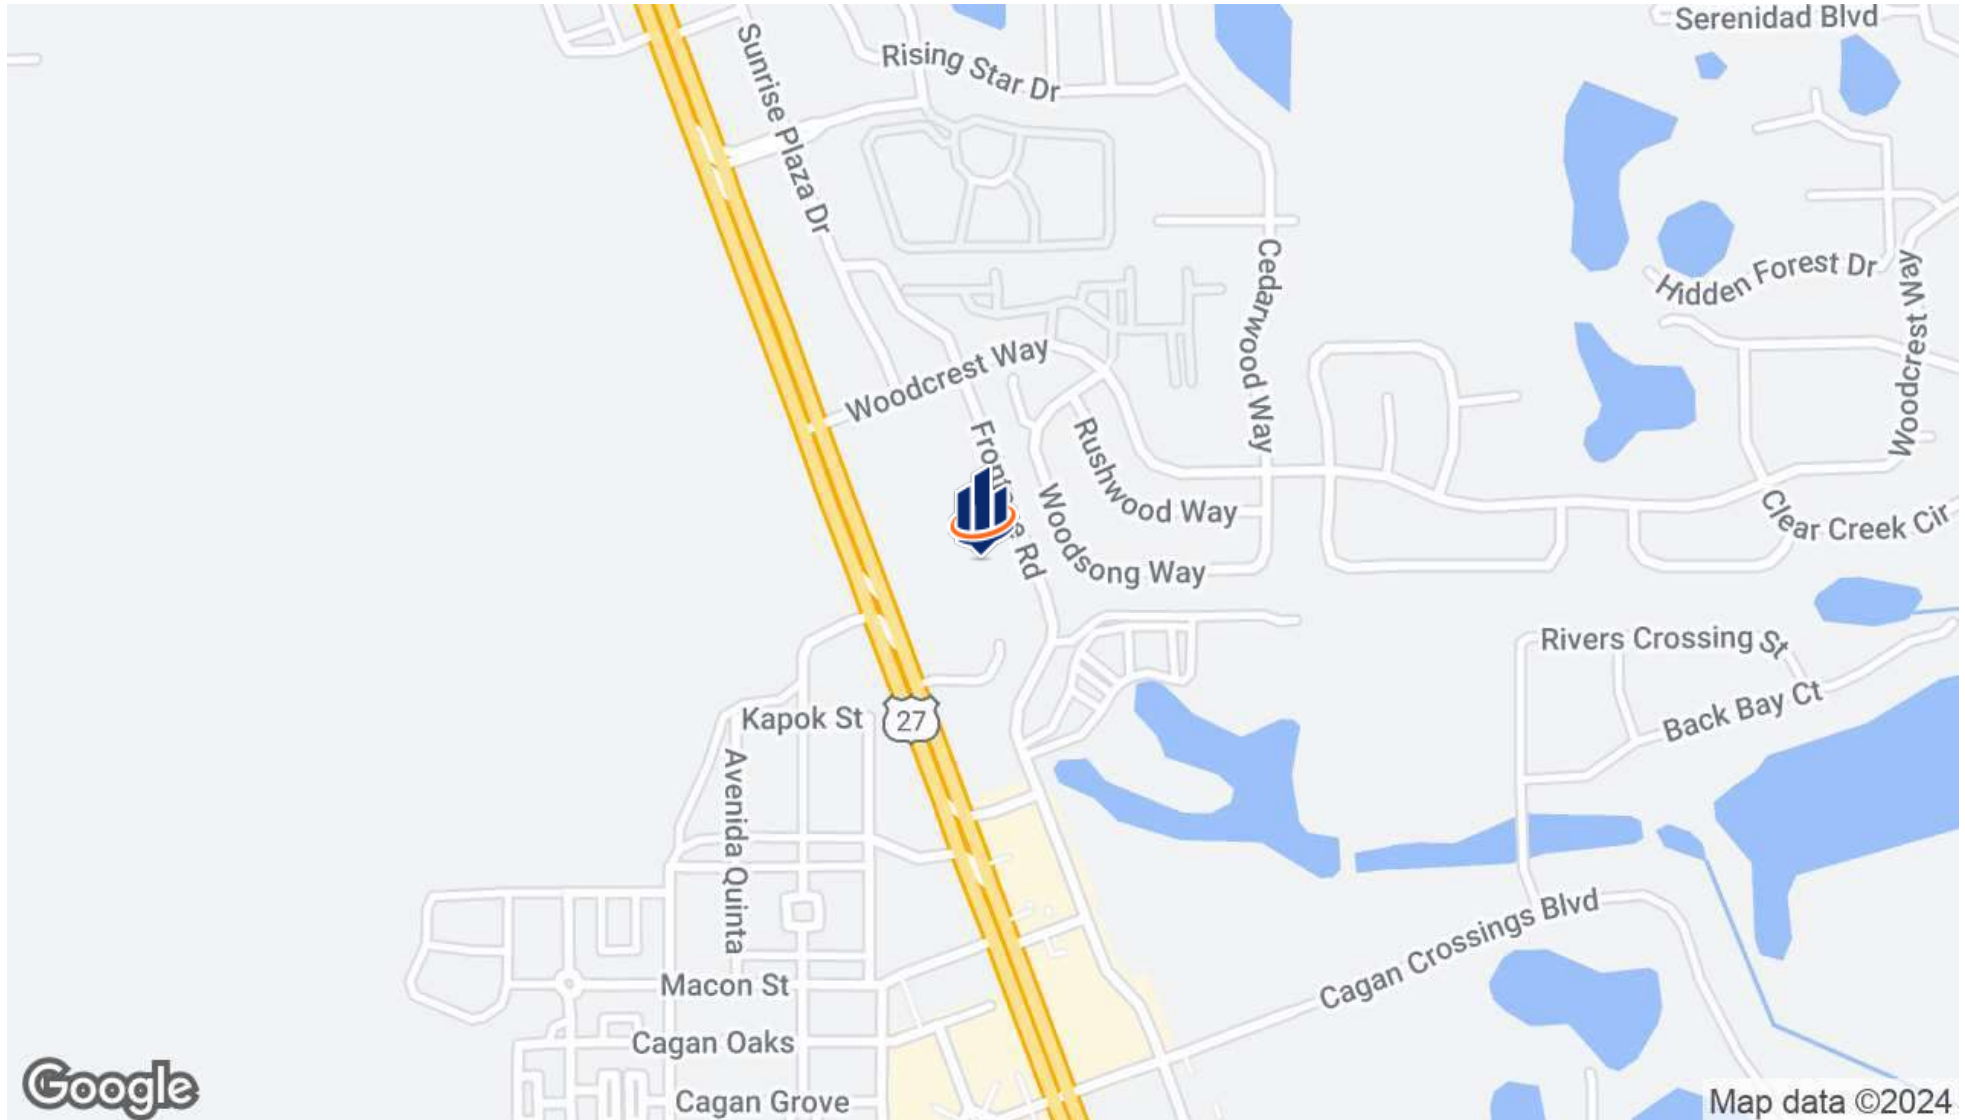 Serenidad Blvd
Rising Star Dr
Sunrise Plaza Dr
Cedarwood Way
Hidden Forest Dr
Woodcrest Way
Woodcrest Way
Rushwood Way
Woodsong Way
Clear Creek Cir
Rivers Crossing St
Back Bay Ct
Kapok St
27
Avenida Quinta
Cagan Crossings Blvd
Macon St
Cagan Oaks
Cagan Grove
Rd
Google
Map data ©2024